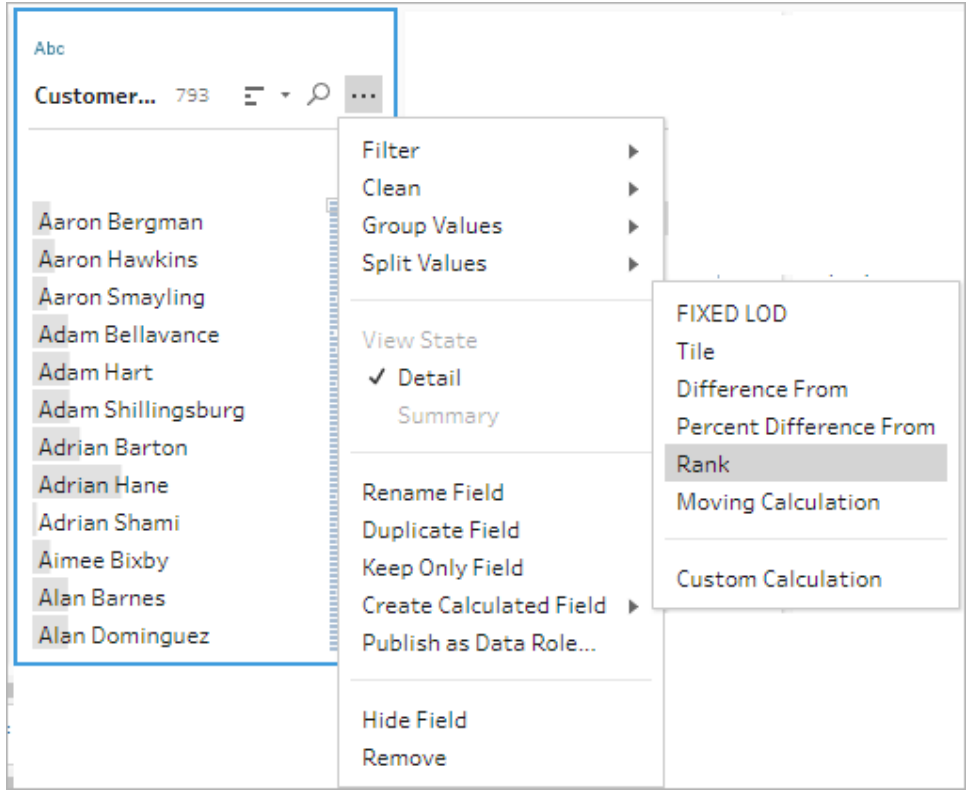 Abc
Customer... 793
Aaron Bergman
Aaron Hawkins
Aaron Smayling
Adam Bellavance
Adam Hart
Adam Shillingsburg
Adrian Barton
Adrian Hane
Adrian Shami
Aimee Bixby
Alan Barnes
Alan Dominguez
Filter
Clean
Group Values
Split Values
View State
Detail
Summary
Rename Field
Duplicate Field
Keep Only Field
Create Calculated Field
Publish as Data Role...
Hide Field
Remove
FIXED LOD
Tile
Difference From
Percent Difference From
Rank
Moving Calculation
Custom Calculation